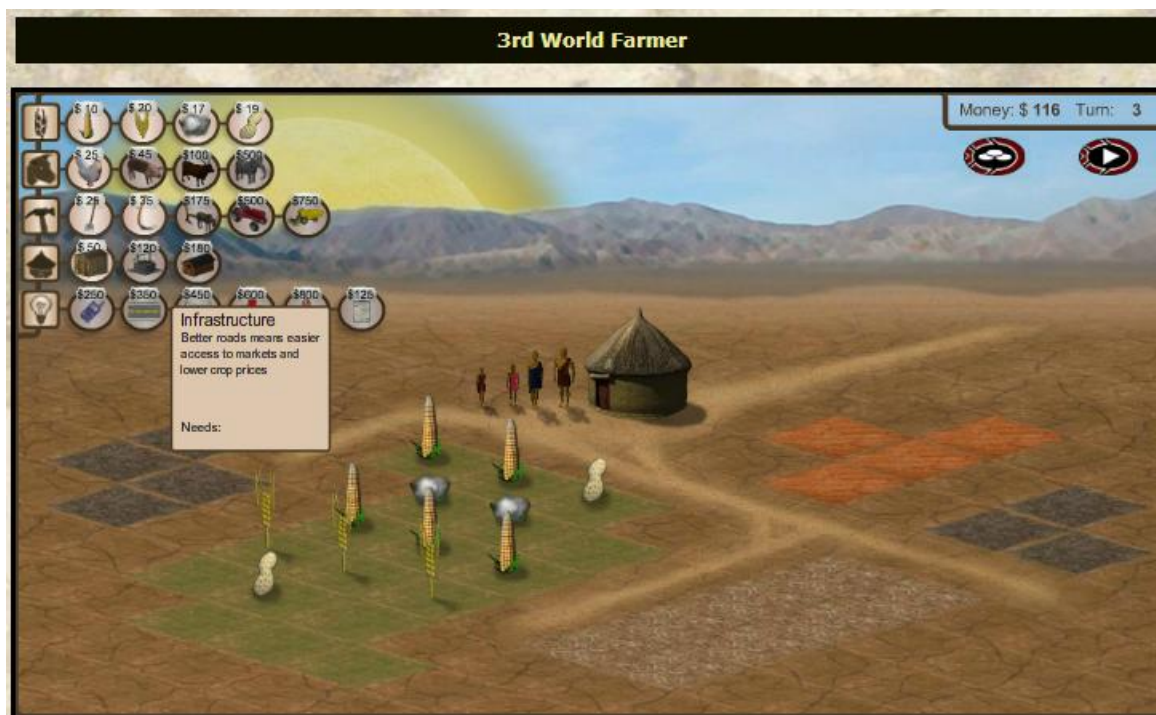 3rd World Farmer
Money: $ 116 Turn: 3
$ 10 $ 20 $ 17 $ 19
$ 25 $ 45 $100 $500
$ 25 $ 35 $175 $500 $750
$ 50 $120 $180
$250 $350 $450 $600 $800 $125
Infrastructure
Better roads means easier
access to markets and
lower crop prices
Needs: